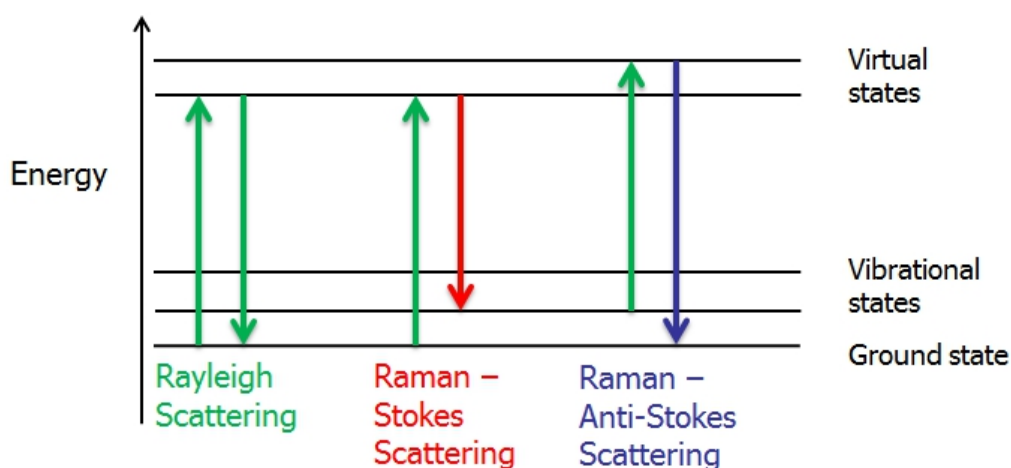 Virtual
states
Energy
Vibrational
states
Ground state
Rayleigh
Scattering
Raman –
Stokes
Scattering
Raman –
Anti-Stokes
Scattering